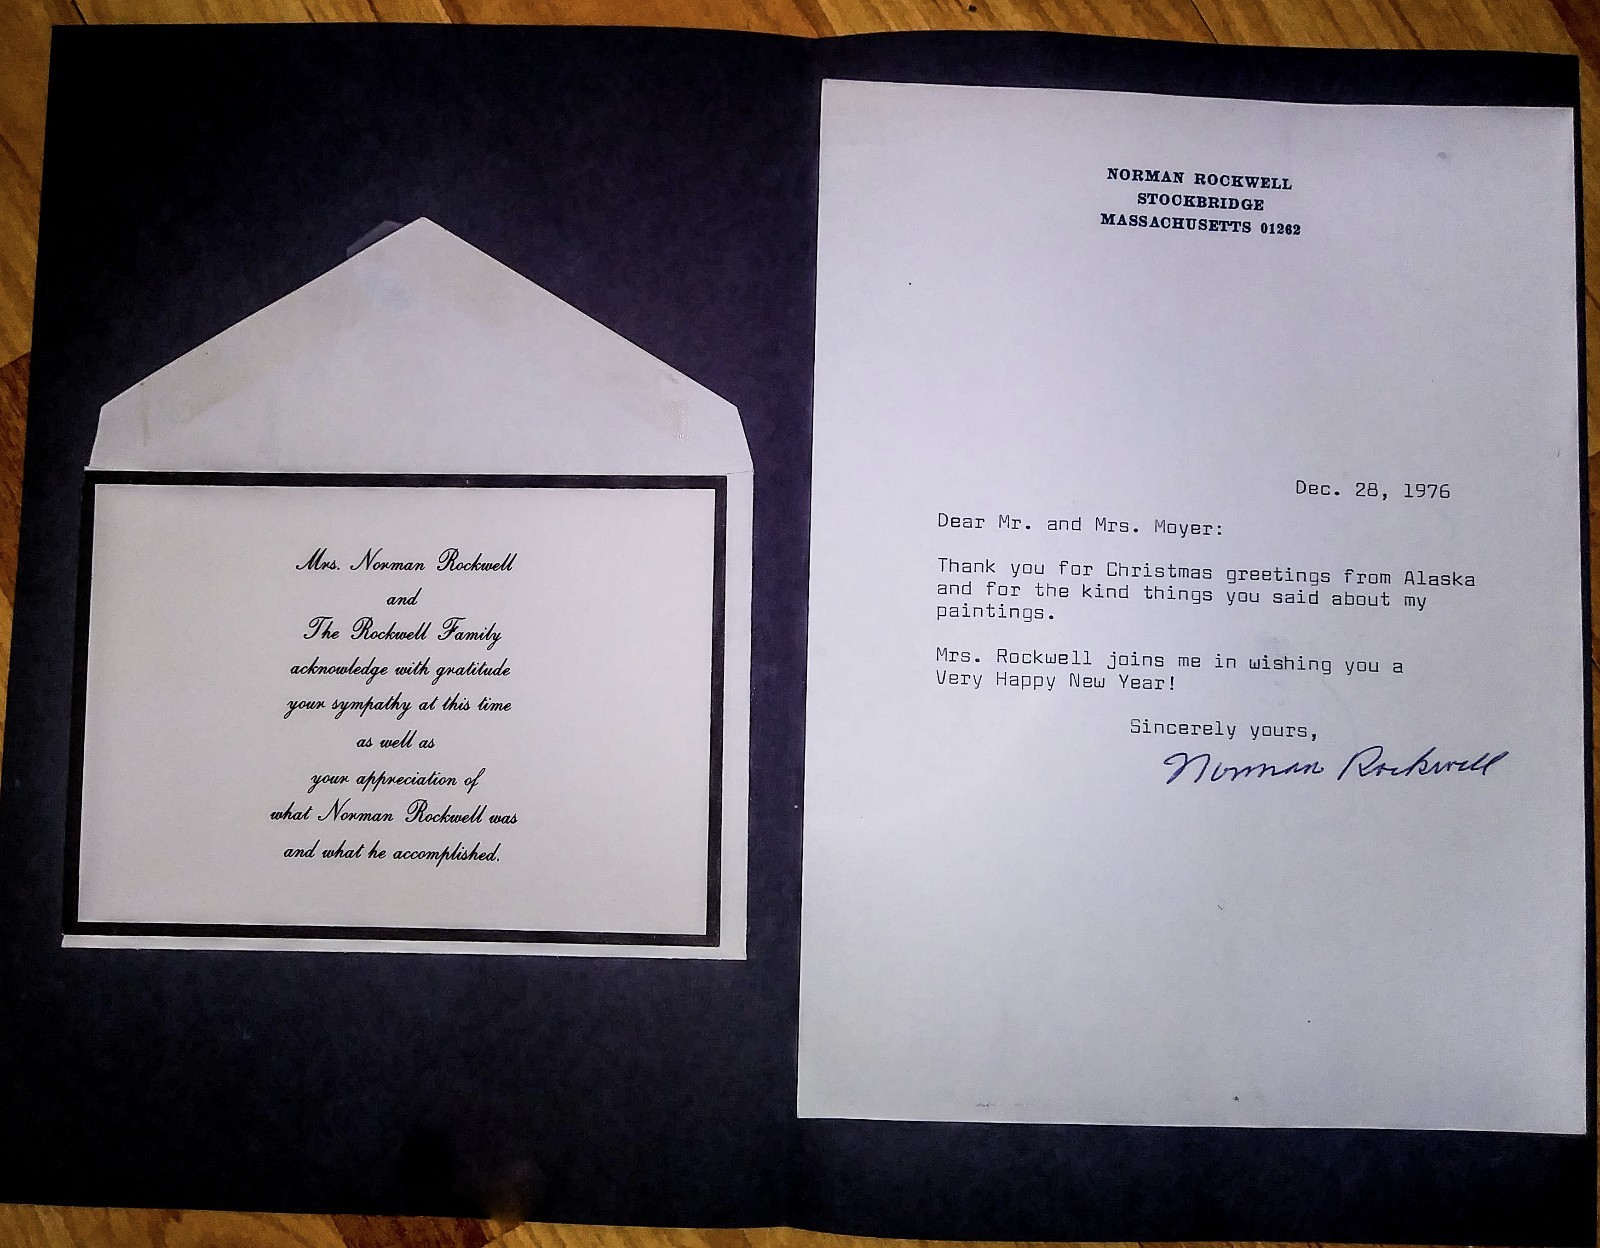 Mrs. Norman Rockwell
and
The Rockwell Family
acknowledge with gratitude
your sympathy at this time
as well as
your appreciation of
what Norman Rockwell was
and what he accomplished.
NORMAN ROCKWELL
STOCKBRIDGE
MASSACHUSETTS 01262
Dec. 28, 1976
Dear Mr. and Mrs. Moyer:
Thank you for Christmas greetings from Alaska
and for the kind things you said about my
paintings.
Mrs. Rockwell joins me in wishing you a
Very Happy New Year!
Sincerely yours,
Norman Rockwell